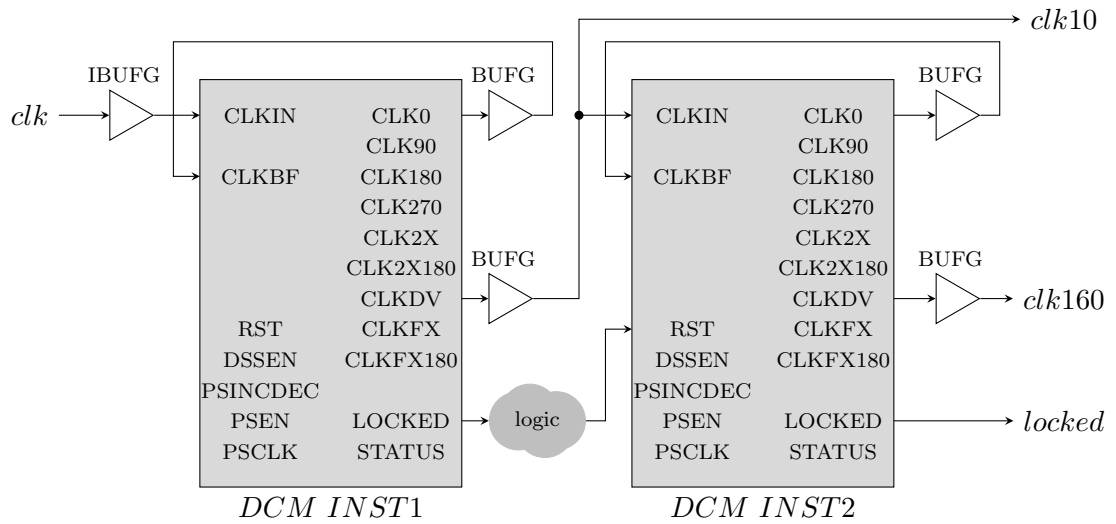 clk10
IBUFG
BUFG
BUFG
clk
CLKIN
CLK0
CLKIN
CLK0
CLK90
CLK90
CLKBF
CLK180
CLKBF
CLK180
CLK270
CLK270
CLK2X
CLK2X
BUFG
BUFG
CLK2X180
CLK2X180
CLKDV
CLKDV
clk160
RST
CLKFX
RST
CLKFX
DSSEN
CLKFX180
DSSEN
CLKFX180
PSINCDEC
PSINCDEC
PSEN
LOCKED
logic
PSEN
LOCKED
locked
PSCLK
STATUS
PSCLK
STATUS
DCM INST1
DCM INST2